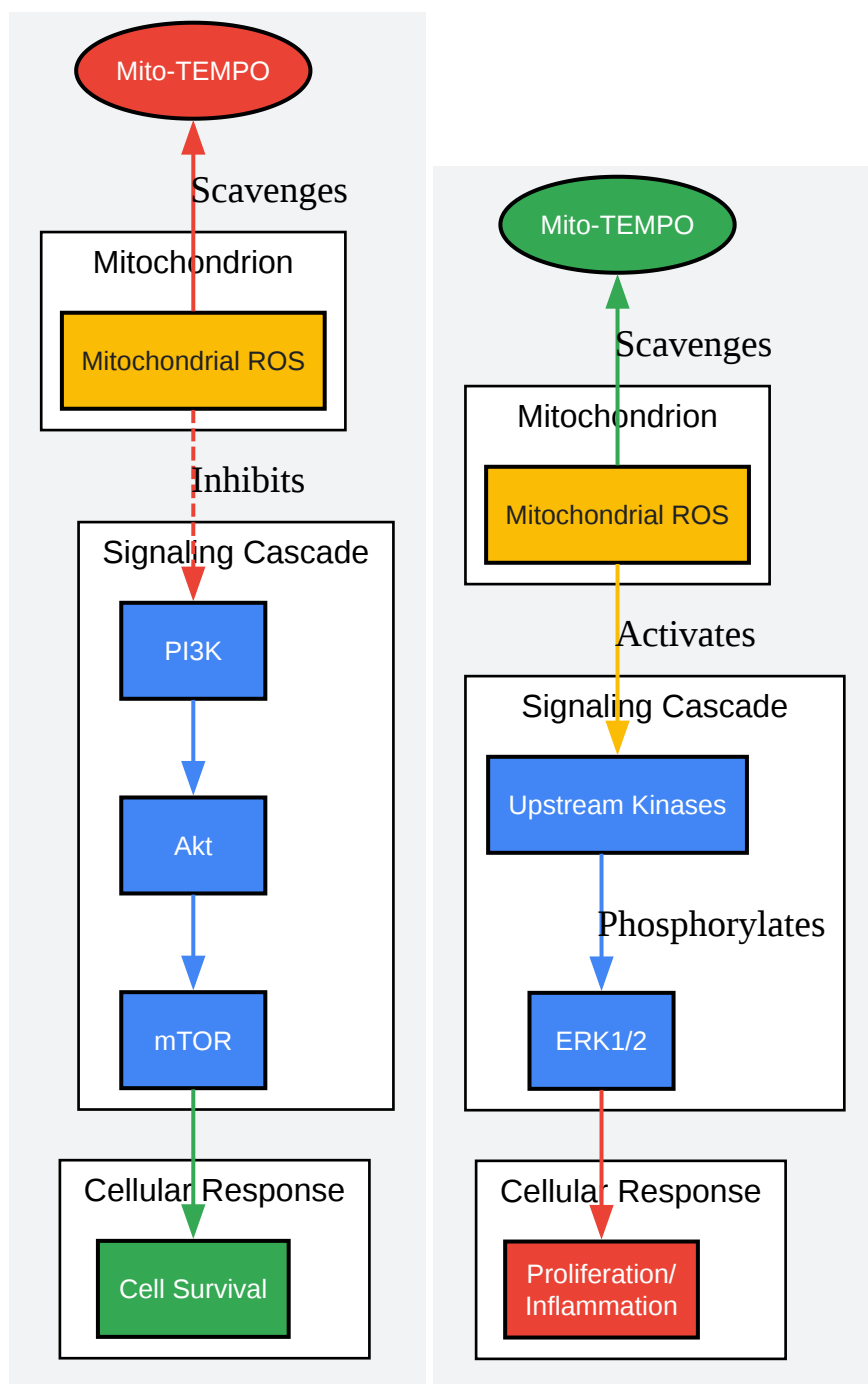 Mito-TEMPO
Scavenges
Mitochondrion
Mitochondrial ROS
Inhibits
Signaling Cascade
PI3K
Akt
mTOR
Cellular Response
Cell Survival
Mito-TEMPO
Scavenges
Mitochondrion
Mitochondrial ROS
Activates
Signaling Cascade
Upstream Kinases
Phosphorylates
ERK1/2
Cellular Response
Proliferation/
Inflammation